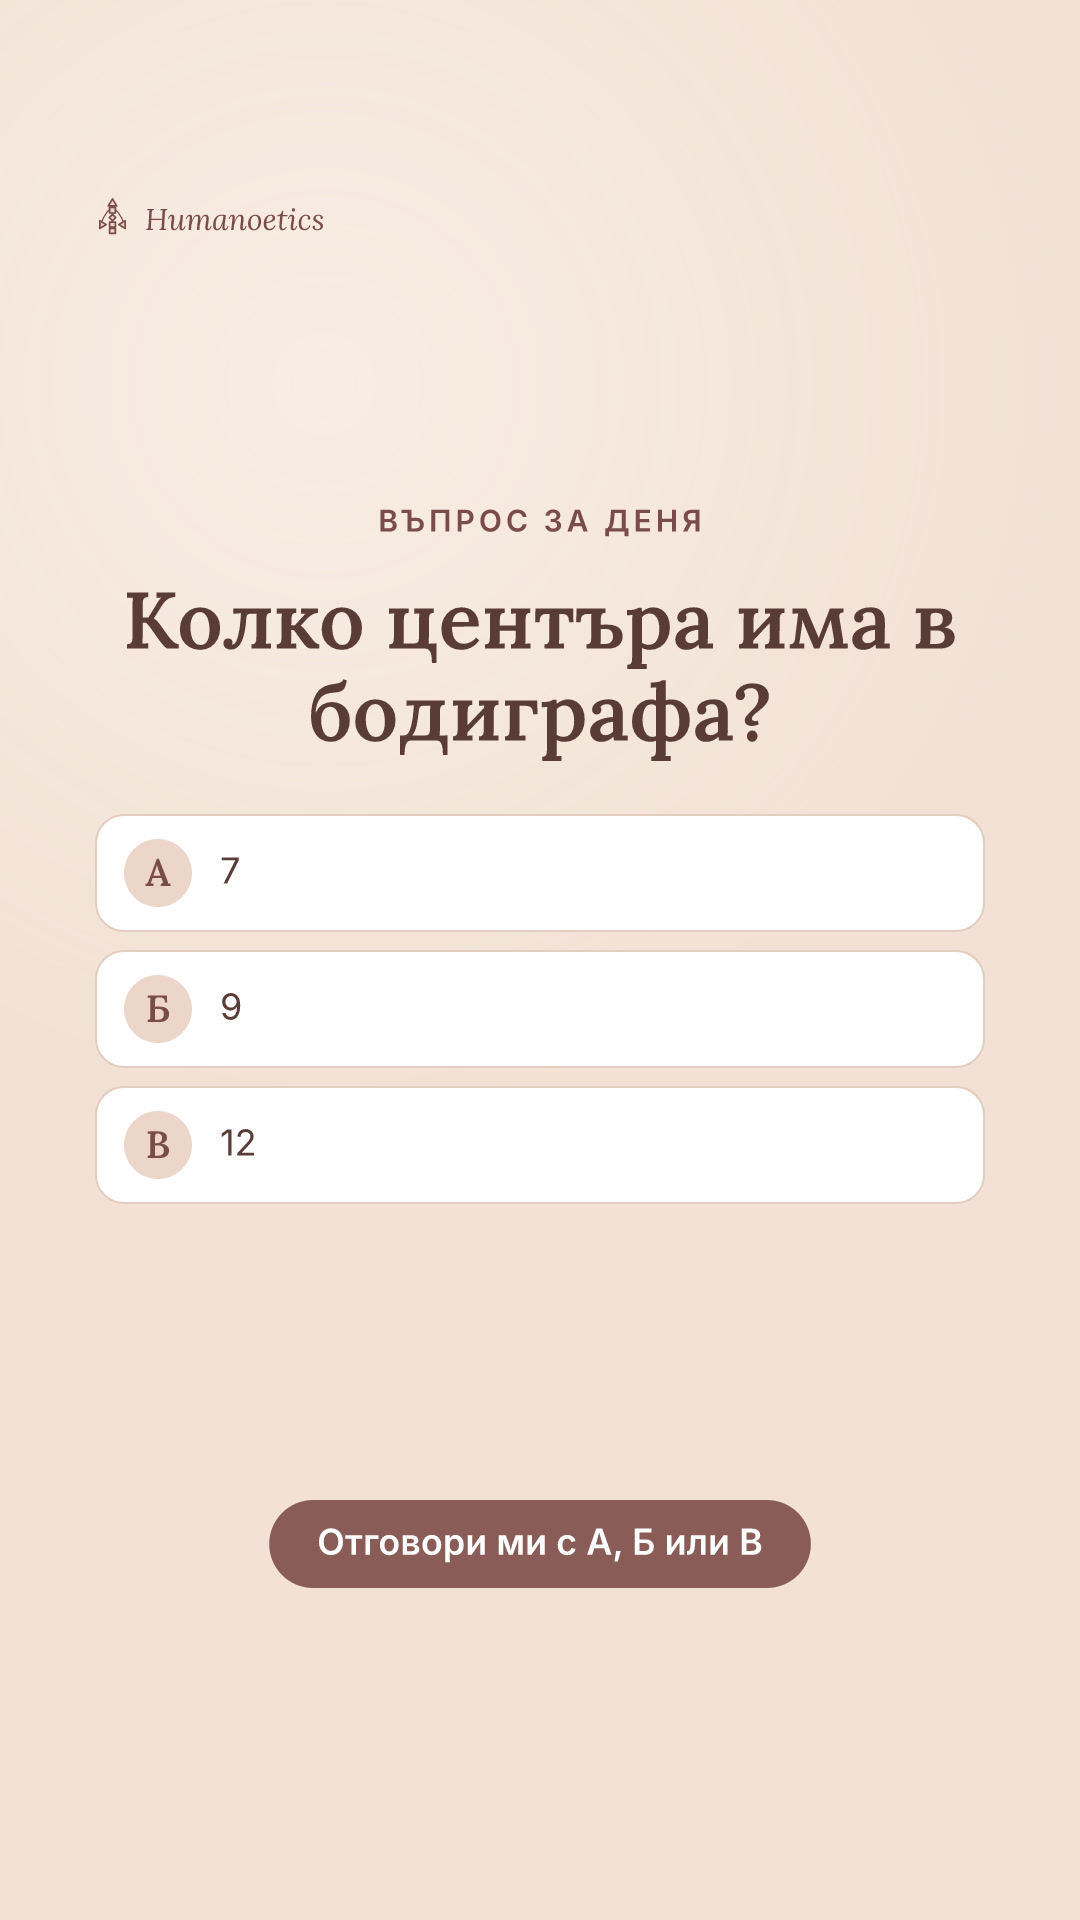 Humanoetics
ВЪПРОС ЗА ДЕНЯ
Колко центъра има в
бодиграфа?
А 7
Б 9
В 12
Отговори ми с А, Б или В